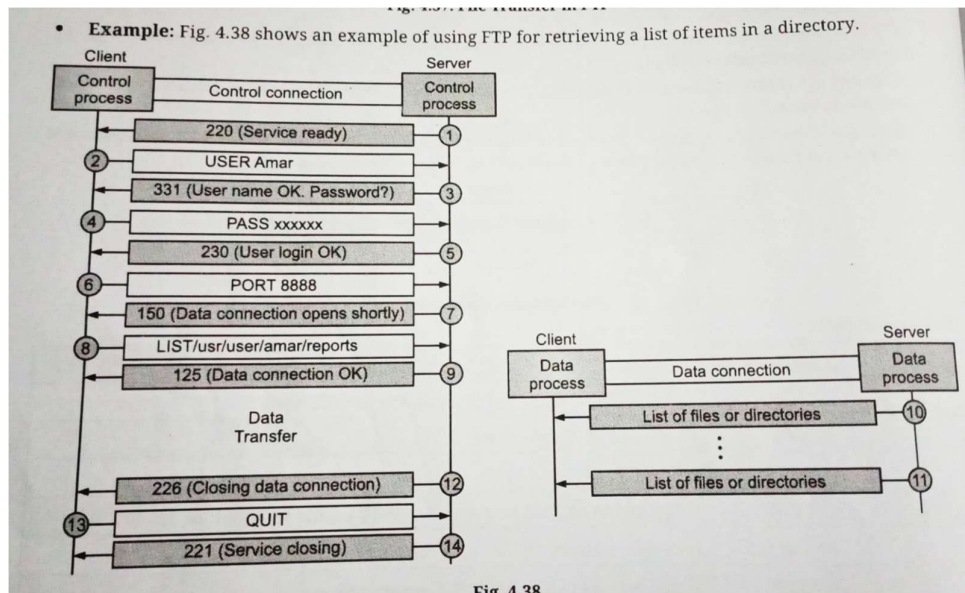 • Example: Fig. 4.38 shows an example of using FTP for retrieving a list of items in a directory.
Client
Server
Control process
Control connection
Control process
220 (Service ready)
1
2
USER Amar
331 (User name OK. Password?)
3
4
PASS xxxxxx
230 (User login OK)
5
6
PORT 8888
150 (Data connection opens shortly)
7
8
LIST/usr/user/amar/reports
125 (Data connection OK)
9
Data
Transfer
226 (Closing data connection)
12
13
QUIT
221 (Service closing)
14
Client
Server
Data process
Data connection
Data process
List of files or directories
10
List of files or directories
11
Fig. 4.38